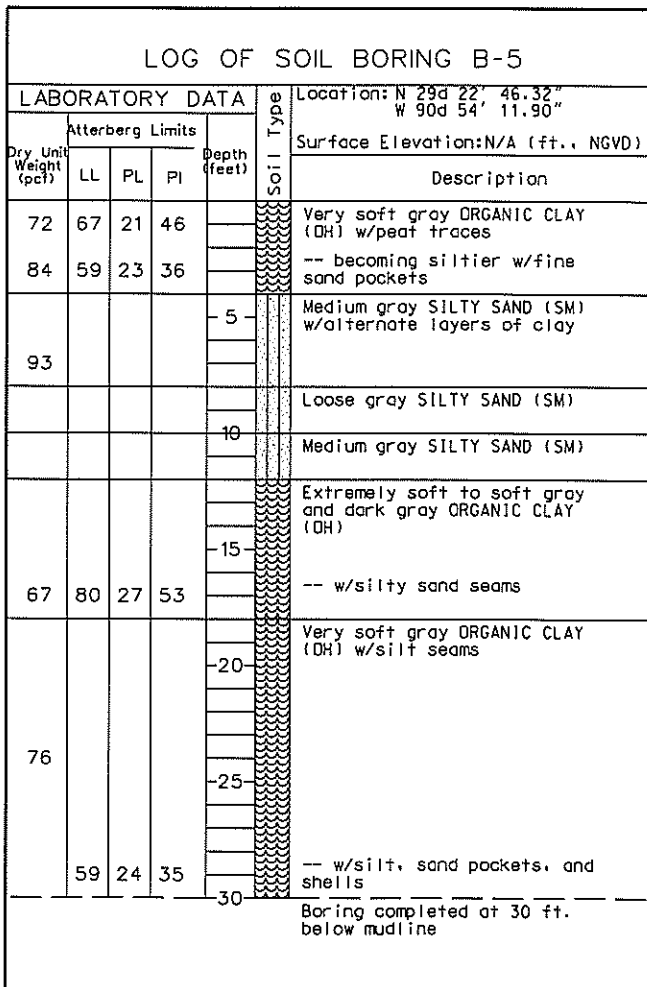 LOG OF SOIL BORING B-5
LABORATORY DATA
Soil Type
Location: N 29d 22' 46.32"
W 90d 54' 11.90"
Surface Elevation:N/A (ft., NGVD)
Dry Unit
Weight
(pcf)
Atterberg Limits
LL PL PI
Depth
(feet)
Description
72 67 21 46
Very soft gray ORGANIC CLAY
(OH) w/peat traces
84 59 23 36
-- becoming siltier w/fine
sand pockets
5
Medium gray SILTY SAND (SM)
w/alternate layers of clay
93
Loose gray SILTY SAND (SM)
10
Medium gray SILTY SAND (SM)
Extremely soft to soft gray
and dark gray ORGANIC CLAY
(OH)
15
67 80 27 53
-- w/silty sand seams
Very soft gray ORGANIC CLAY
(OH) w/silt seams
20
76
25
59 24 35
-- w/silt, sand pockets, and
shells
30
Boring completed at 30 ft.
below mudline